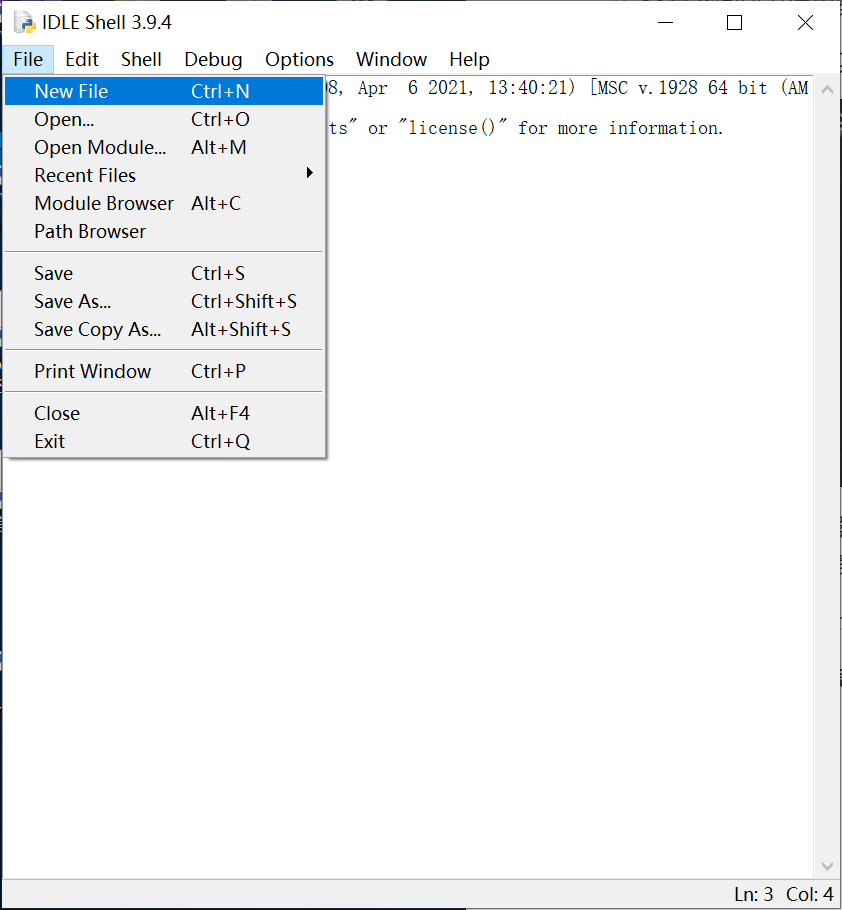 IDLE Shell 3.9.4
File Edit Shell Debug Options Window Help
New File Ctrl+N
8, Apr 6 2021, 13:40:21) [MSC v.1928 64 bit (AM
Open... Ctrl+O
ts" or "license()" for more information.
Open Module... Alt+M
Recent Files
Module Browser Alt+C
Path Browser
Save Ctrl+S
Save As... Ctrl+Shift+S
Save Copy As... Alt+Shift+S
Print Window Ctrl+P
Close Alt+F4
Exit Ctrl+Q
Ln: 3 Col: 4